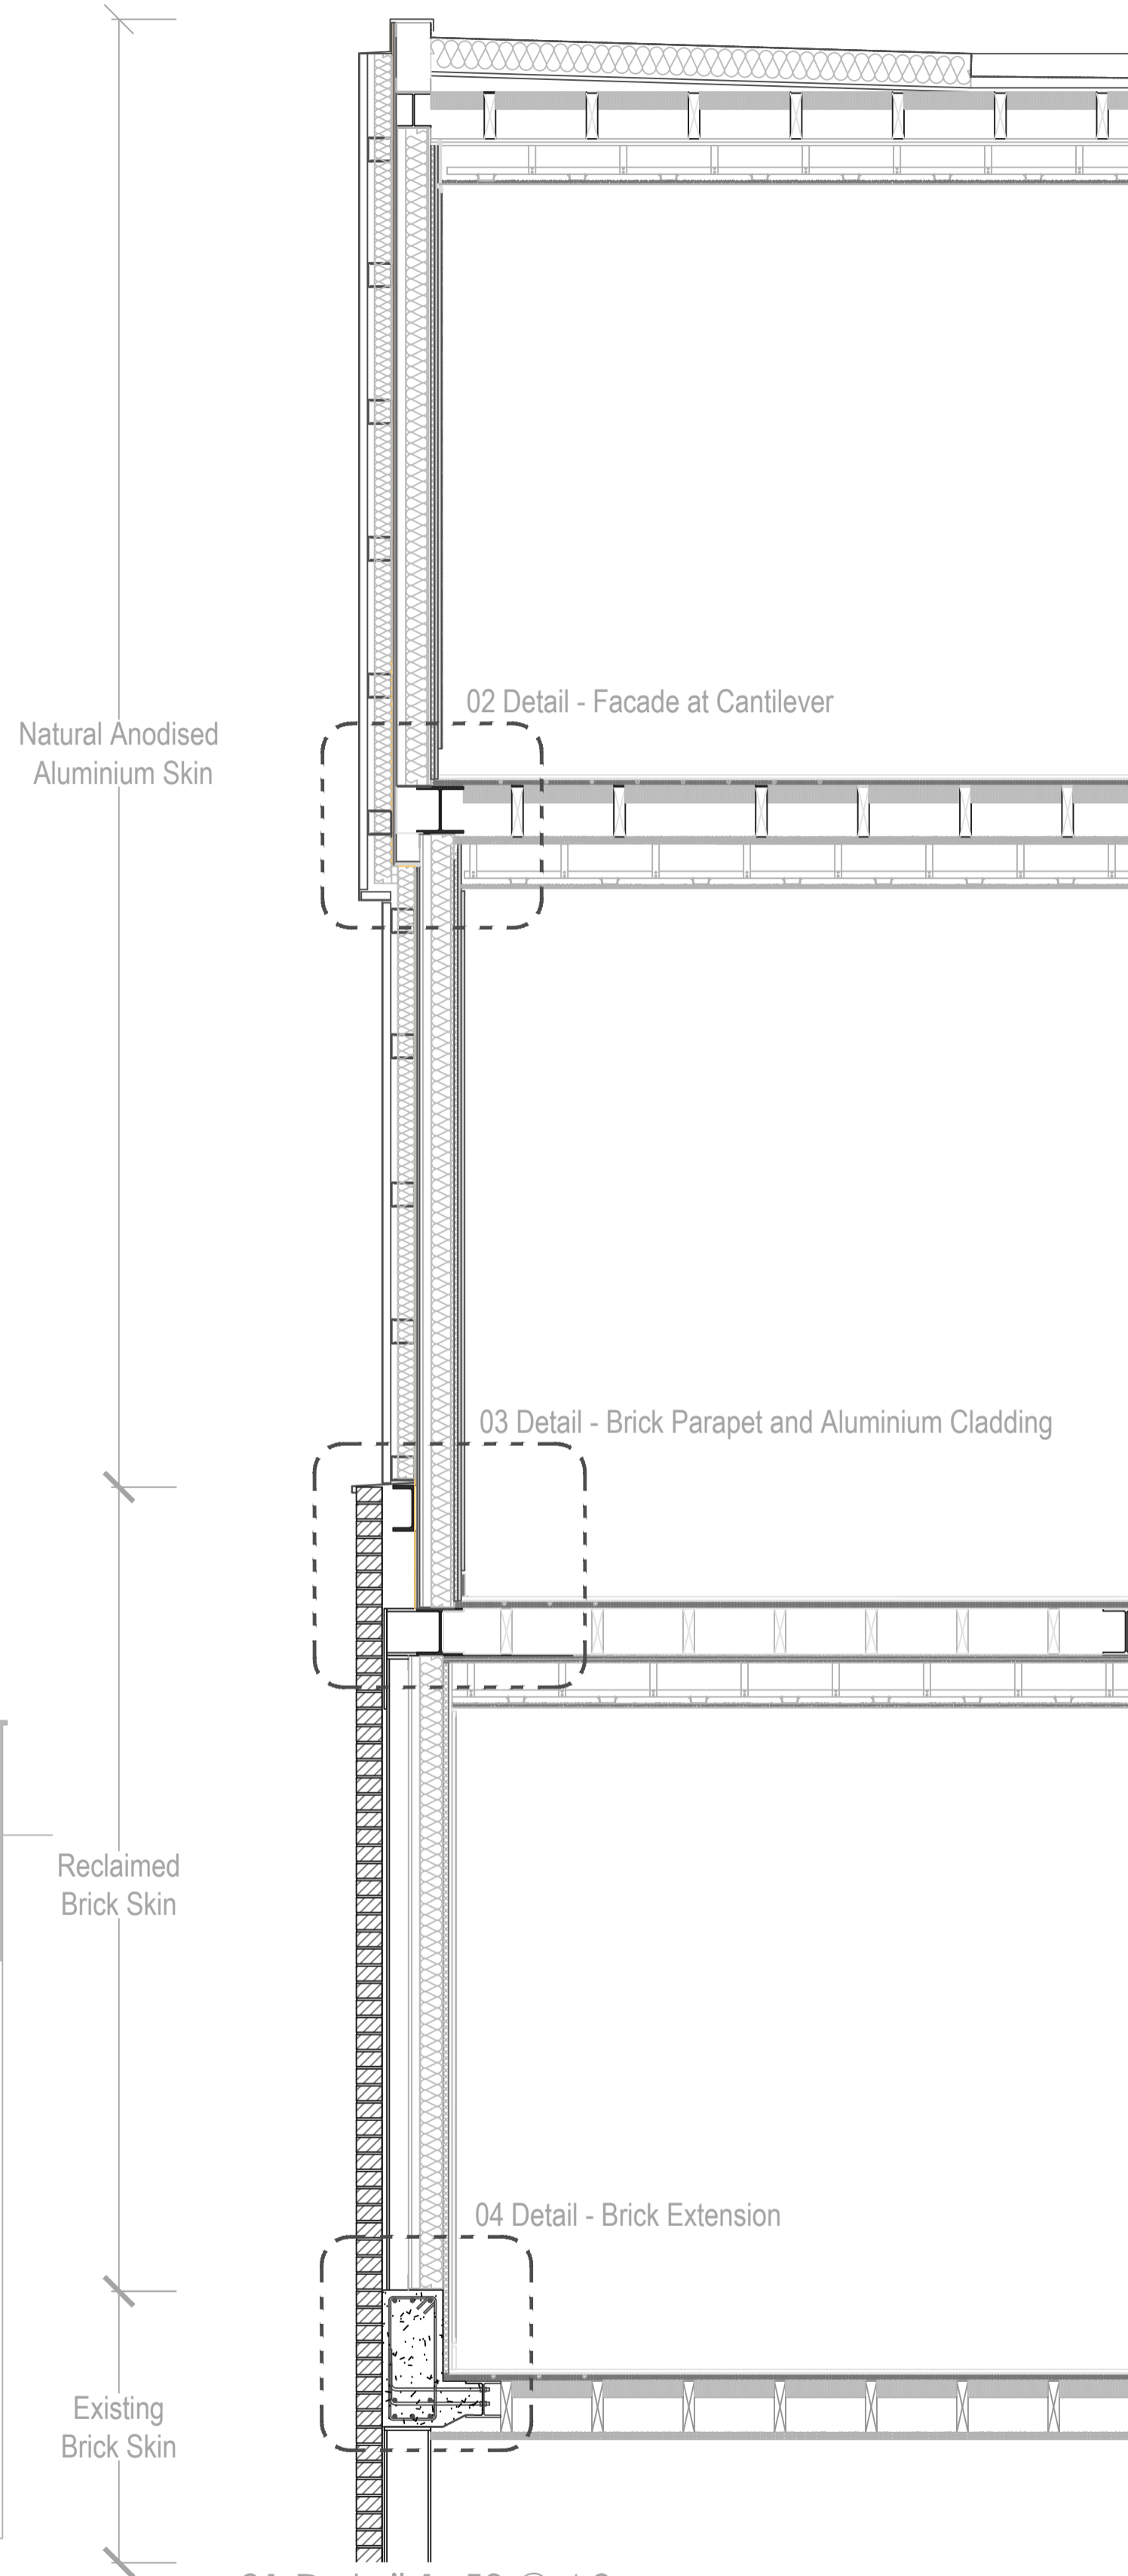 02 Detail - Facade at Cantilever
Natural Anodised
Aluminium Skin
03 Detail - Brick Parapet and Aluminium Cladding
Reclaimed
Brick Skin
04 Detail - Brick Extension
Existing
Brick Skin